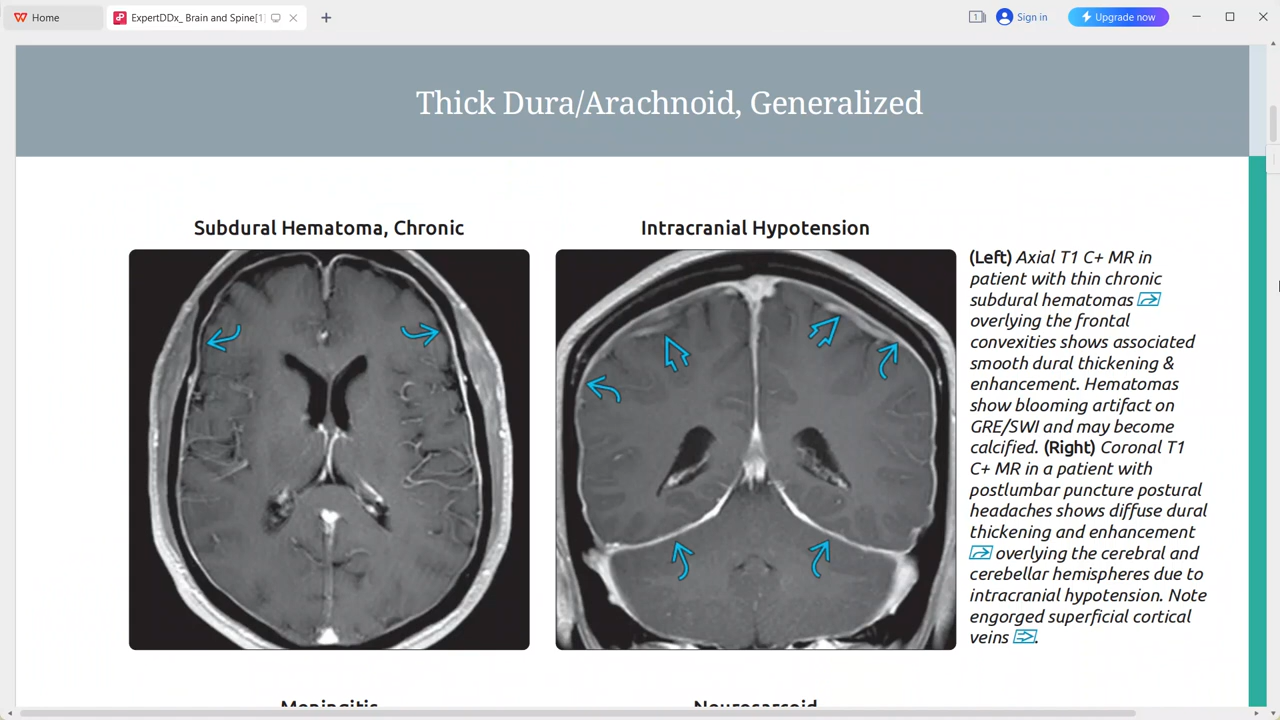 Home
ExpertDDx_ Brain and Spine[1]
1
Sign in
Upgrade now
Thick Dura/Arachnoid, Generalized
Subdural Hematoma, Chronic
Intracranial Hypotension
(Left) Axial T1 C+ MR in
patient with thin chronic
subdural hematomas
overlying the frontal
convexities shows associated
smooth dural thickening &
enhancement. Hematomas
show blooming artifact on
GRE/SWI and may become
calcified. (Right) Coronal T1
C+ MR in a patient with
postlumbar puncture postural
headaches shows diffuse dural
thickening and enhancement
overlying the cerebral and
cerebellar hemispheres due to
intracranial hypotension. Note
engorged superficial cortical
veins .
Meningitis
Neurosarcoid